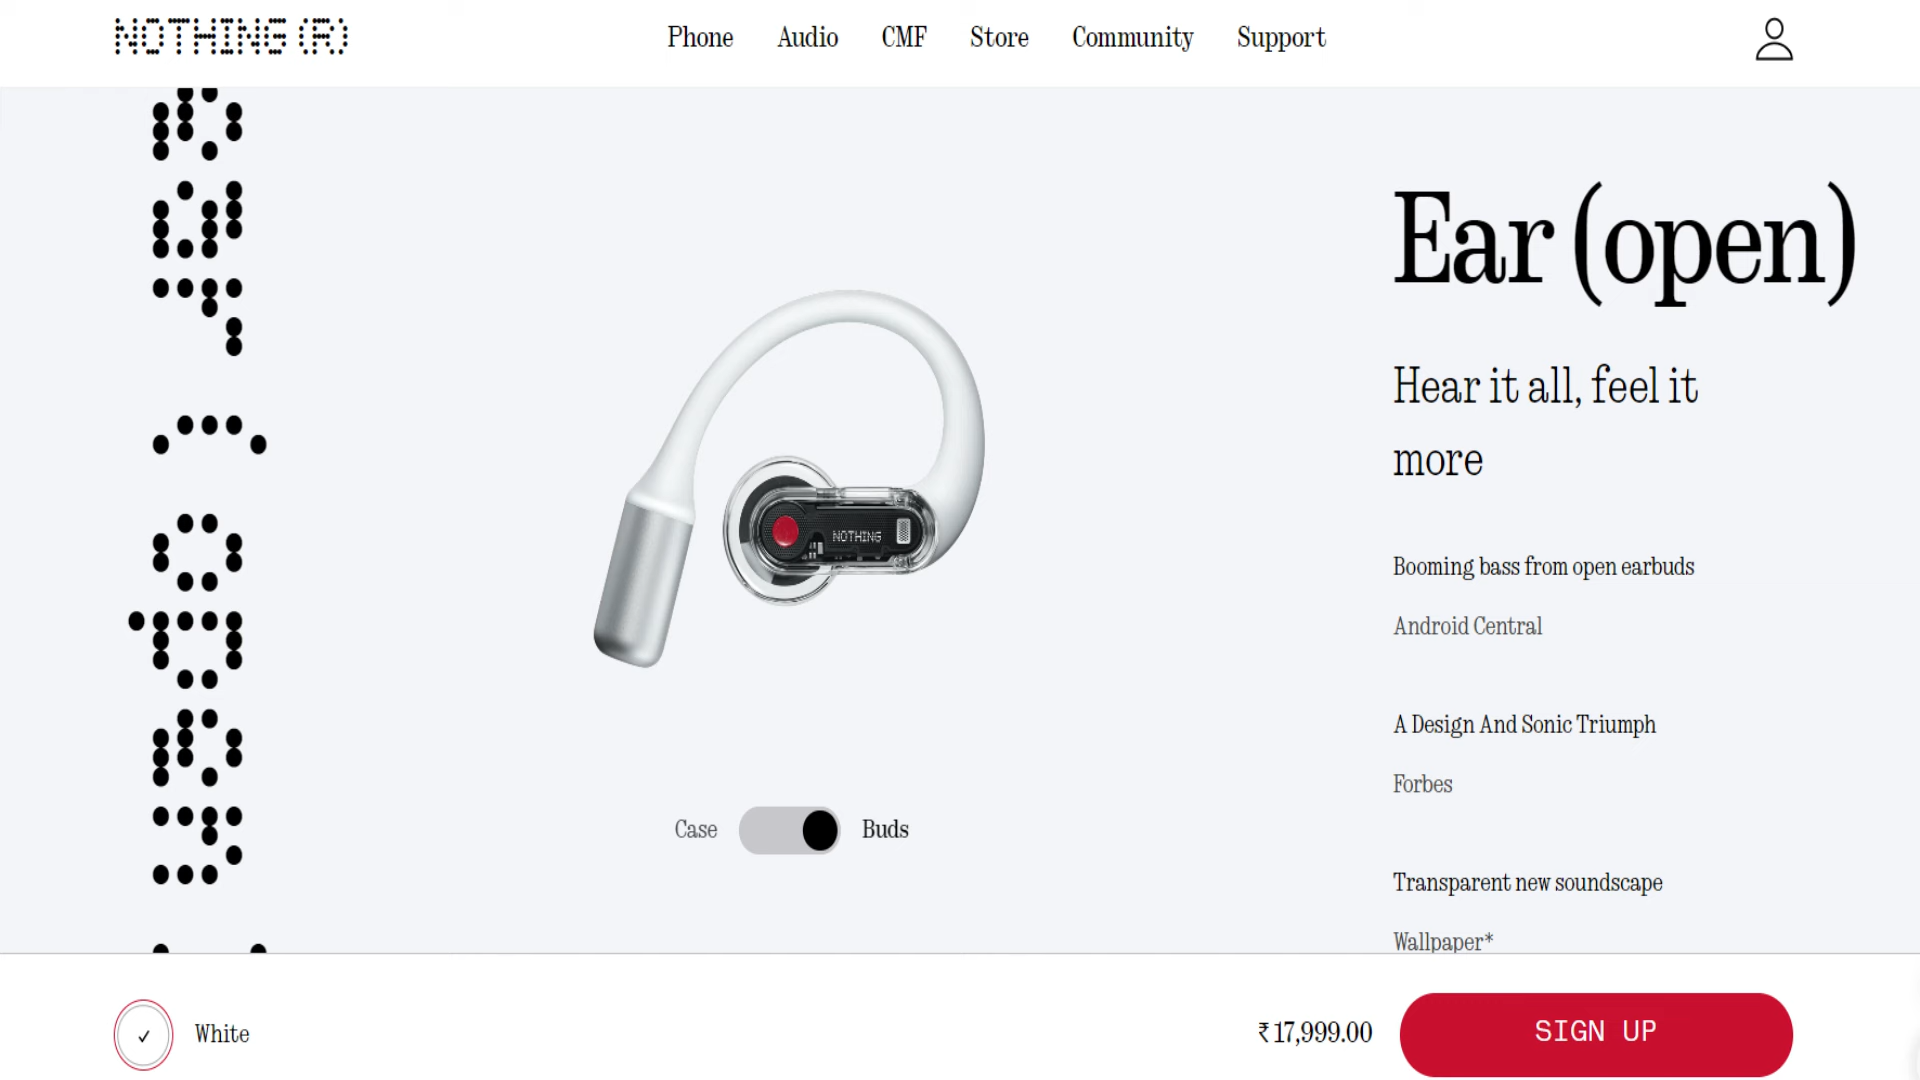 NOTHING (R)
Phone Audio CMF Store Community Support
Ear (open)
Ear (open)
Hear it all, feel it
more
Booming bass from open earbuds
Android Central
A Design And Sonic Triumph
Forbes
Transparent new soundscape
Wallpaper*
NOTHING
Case Buds
White
₹17,999.00
SIGN UP